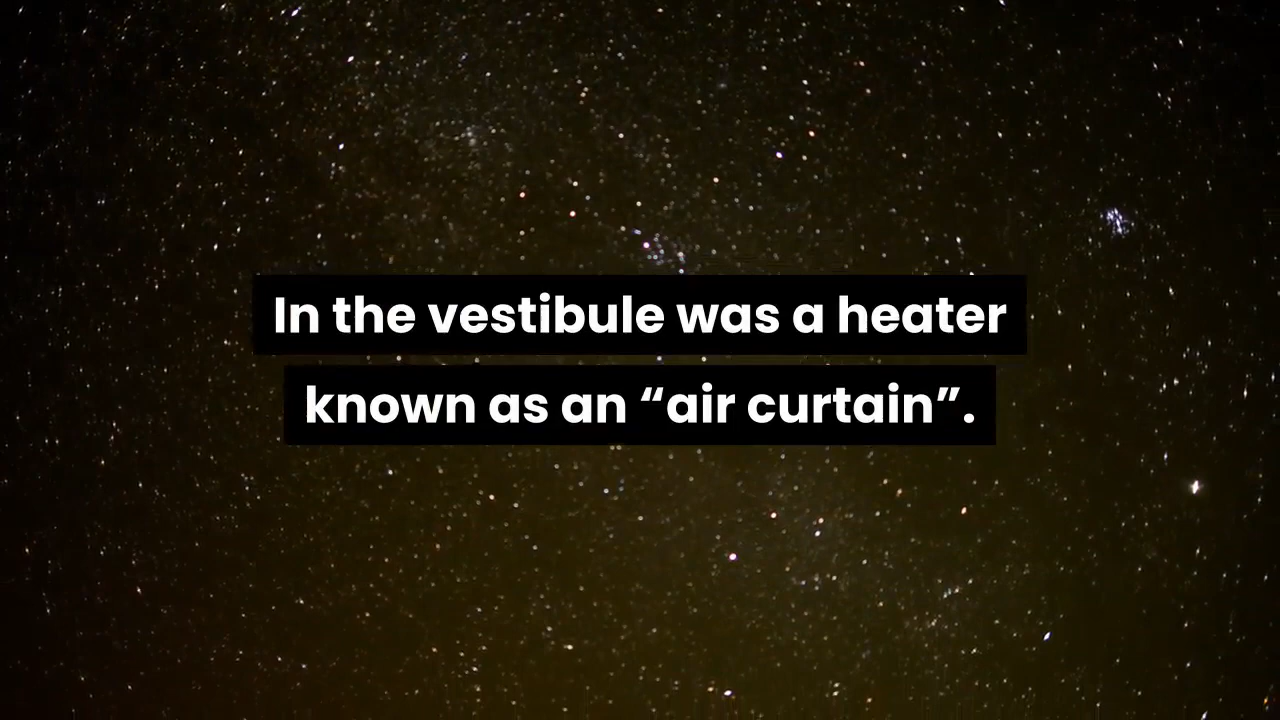 In the vestibule was a heater
known as an “air curtain”.